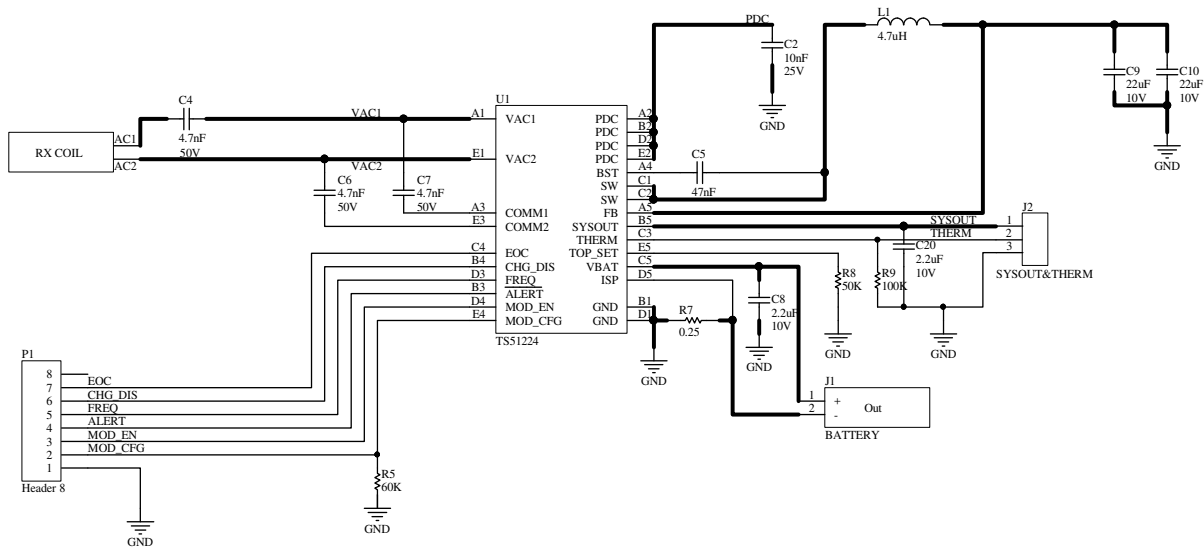 PDC
L1
4.7uH
C2
10nF
25V
GND
C9
22uF
10V
C10
22uF
10V
GND
C4
4.7nF
50V
RX COIL
AC1
AC2
VAC1
VAC2
C6
4.7nF
50V
C7
4.7nF
50V
U1
A1 VAC1
E1 VAC2
A3 COMM1
E3 COMM2
C4 EOC
B4 CHG_DIS
D3 FREQ
B3 ALERT
D4 MOD_EN
E4 MOD_CFG
PDC A2
PDC B2
PDC D2
PDC E2
BST A4
SW C1
SW C2
FB A5
SYSOUT B5
THERM C3
TOP_SET E5
VBAT C5
ISP D5
GND B1
GND D1
TS51224
C5
47nF
SYSOUT
THERM
J2
1
2
3
SYSOUT&THERM
C20
2.2uF
10V
R8
50K
R9
100K
GND
GND
C8
2.2uF
10V
GND
R7
0.25
GND
J1
1 +
2 -
Out
BATTERY
P1
8
7 EOC
6 CHG_DIS
5 FREQ
4 ALERT
3 MOD_EN
2 MOD_CFG
1
Header 8
GND
R5
60K
GND